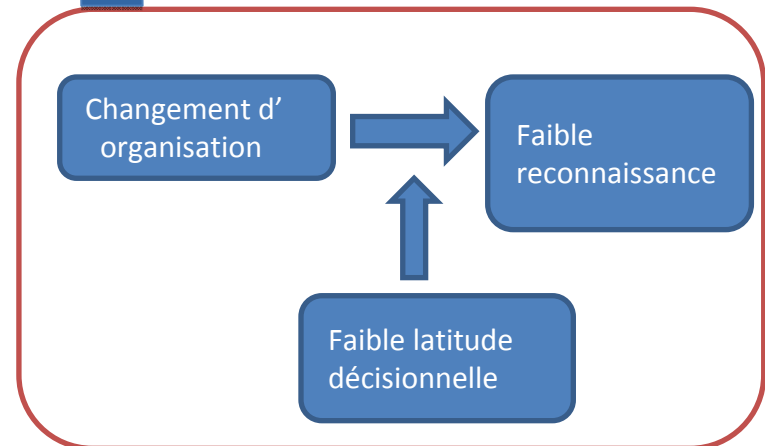 Changement d’
organisation
Faible
reconnaissance
Faible latitude
décisionnelle